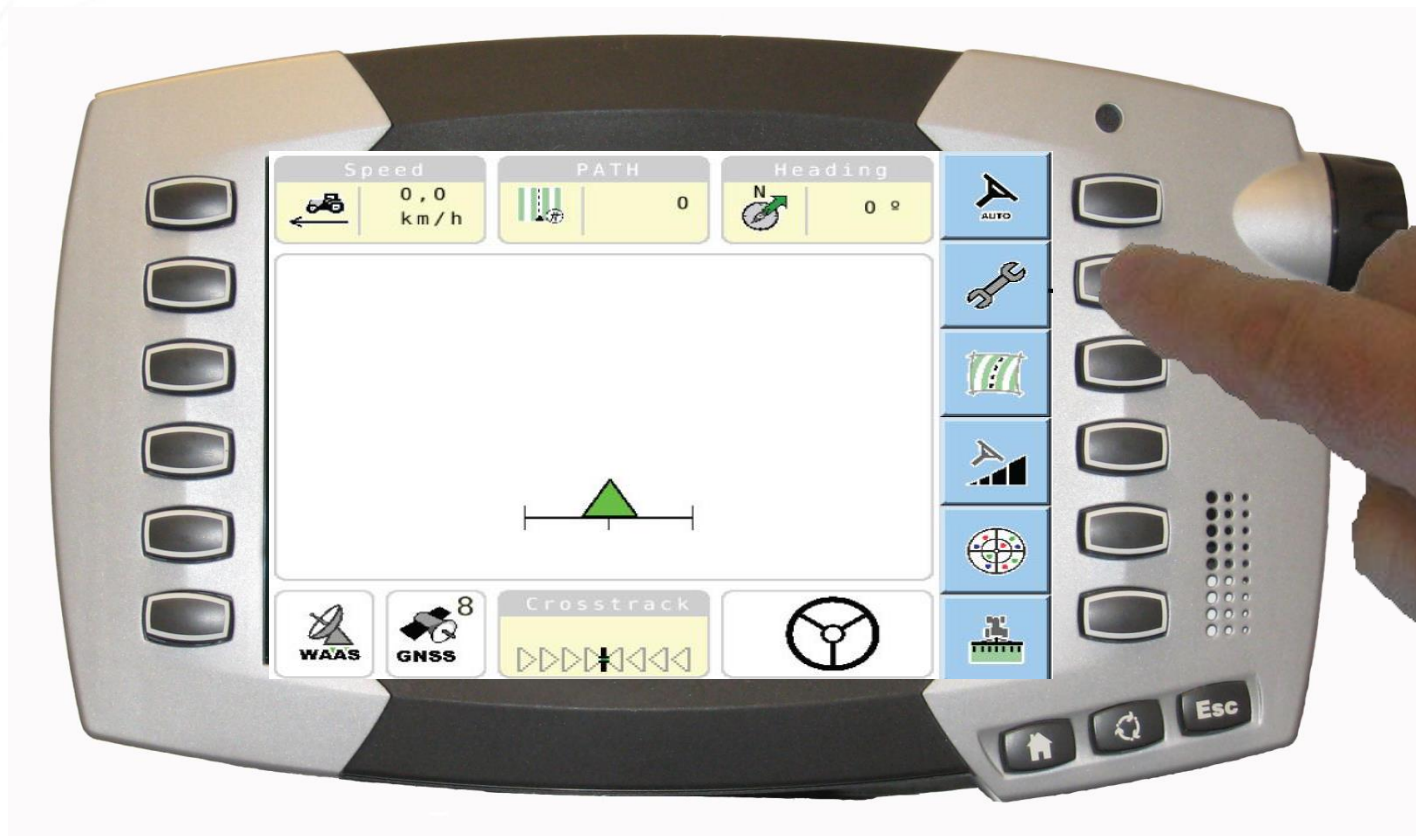 Speed
0,0
km/h
PATH
0
Heading
N
0 º
AUTO
WAAS
8
GNSS
Crosstrack
Esc